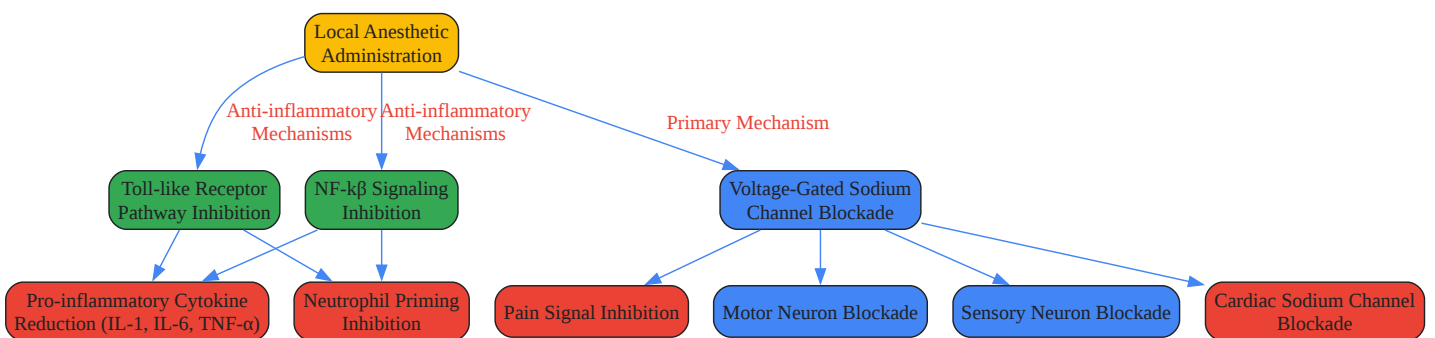 Local Anesthetic
Administration
Anti-inflammatory
Mechanisms
Anti-inflammatory
Mechanisms
Primary Mechanism
Toll-like Receptor
Pathway Inhibition
NF-kβ Signaling
Inhibition
Voltage-Gated Sodium
Channel Blockade
Pro-inflammatory Cytokine
Reduction (IL-1, IL-6, TNF-α)
Neutrophil Priming
Inhibition
Pain Signal Inhibition
Motor Neuron Blockade
Sensory Neuron Blockade
Cardiac Sodium Channel
Blockade